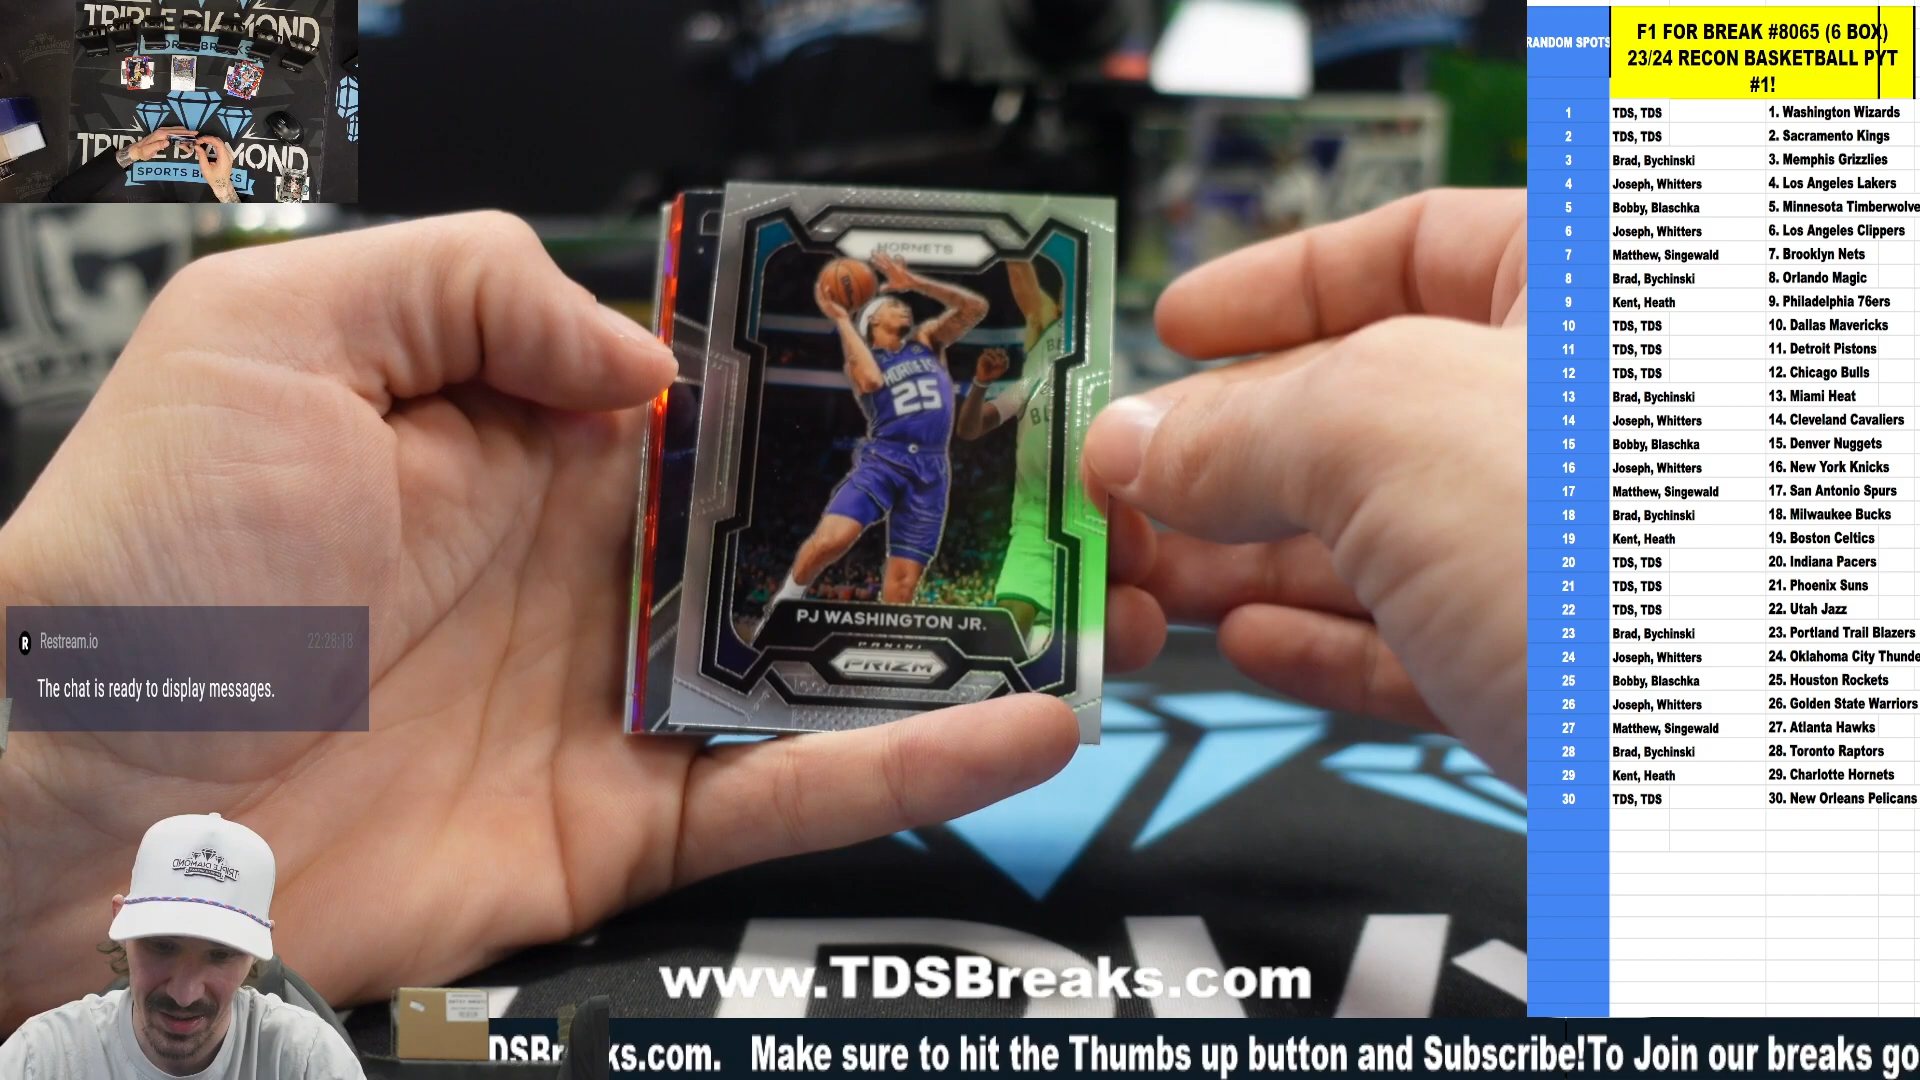 TRIPLE DIAMOND
SPORTS BREAKS
TRIPLE DIAMOND
SPORTS BREAKS
HORNETS
HORNETS
25
PJ WASHINGTON JR.
PANINI
PRIZM
Restream.io 22:28:18
The chat is ready to display messages.
www.TDSBreaks.com
ks.com. Make sure to hit the Thumbs up button and Subscribe!To Join our breaks go
RANDOM SPOTS
F1 FOR BREAK #8065 (6 BOX)
23/24 RECON BASKETBALL PYT
#1!
1 TDS, TDS 1. Washington Wizards
2 TDS, TDS 2. Sacramento Kings
3 Brad, Bychinski 3. Memphis Grizzlies
4 Joseph, Whitters 4. Los Angeles Lakers
5 Bobby, Blaschka 5. Minnesota Timberwolve
6 Joseph, Whitters 6. Los Angeles Clippers
7 Matthew, Singewald 7. Brooklyn Nets
8 Brad, Bychinski 8. Orlando Magic
9 Kent, Heath 9. Philadelphia 76ers
10 TDS, TDS 10. Dallas Mavericks
11 TDS, TDS 11. Detroit Pistons
12 TDS, TDS 12. Chicago Bulls
13 Brad, Bychinski 13. Miami Heat
14 Joseph, Whitters 14. Cleveland Cavaliers
15 Bobby, Blaschka 15. Denver Nuggets
16 Joseph, Whitters 16. New York Knicks
17 Matthew, Singewald 17. San Antonio Spurs
18 Brad, Bychinski 18. Milwaukee Bucks
19 Kent, Heath 19. Boston Celtics
20 TDS, TDS 20. Indiana Pacers
21 TDS, TDS 21. Phoenix Suns
22 TDS, TDS 22. Utah Jazz
23 Brad, Bychinski 23. Portland Trail Blazers
24 Joseph, Whitters 24. Oklahoma City Thunde
25 Bobby, Blaschka 25. Houston Rockets
26 Joseph, Whitters 26. Golden State Warriors
27 Matthew, Singewald 27. Atlanta Hawks
28 Brad, Bychinski 28. Toronto Raptors
29 Kent, Heath 29. Charlotte Hornets
30 TDS, TDS 30. New Orleans Pelicans